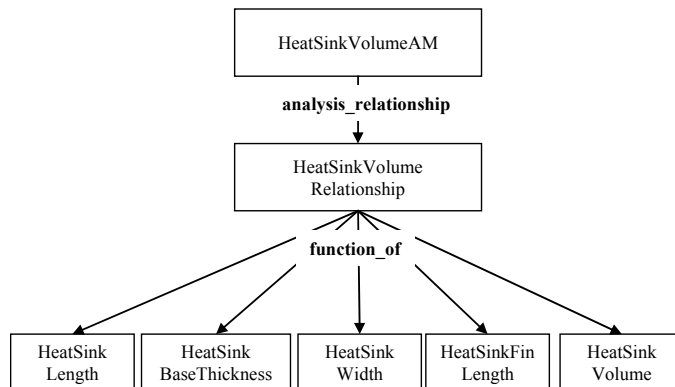 HeatSinkVolumeAM
analysis_relationship
HeatSinkVolume
Relationship
function_of
HeatSink
Length
HeatSink
BaseThickness
HeatSink
Width
HeatSinkFin
Length
HeatSink
Volume